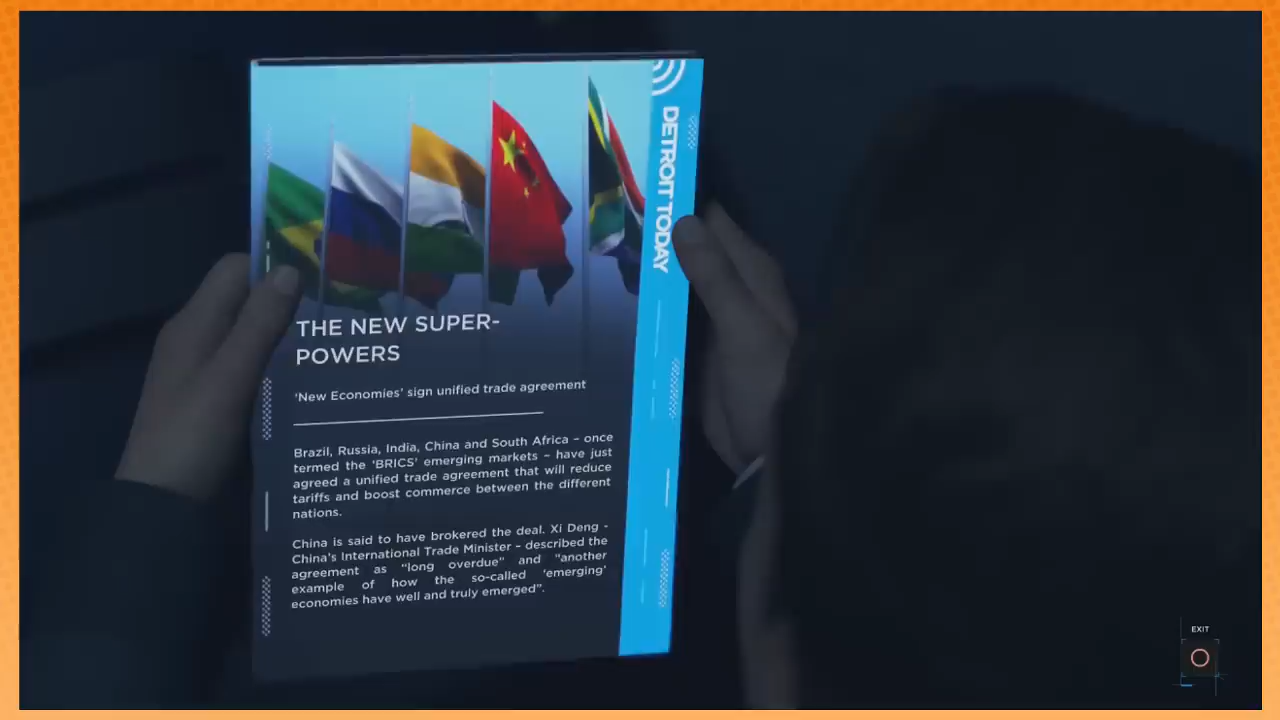 DETROIT TODAY
THE NEW SUPER-
POWERS
‘New Economies’ sign unified trade agreement
Brazil, Russia, India, China and South Africa – once
termed the ‘BRICS’ emerging markets – have just
agreed a unified trade agreement that will reduce
tariffs and boost commerce between the different
nations.
China is said to have brokered the deal. Xi Deng -
China’s International Trade Minister – described the
agreement as “long overdue” and “another
example of how the so-called ‘emerging’
economies have well and truly emerged”.
EXIT